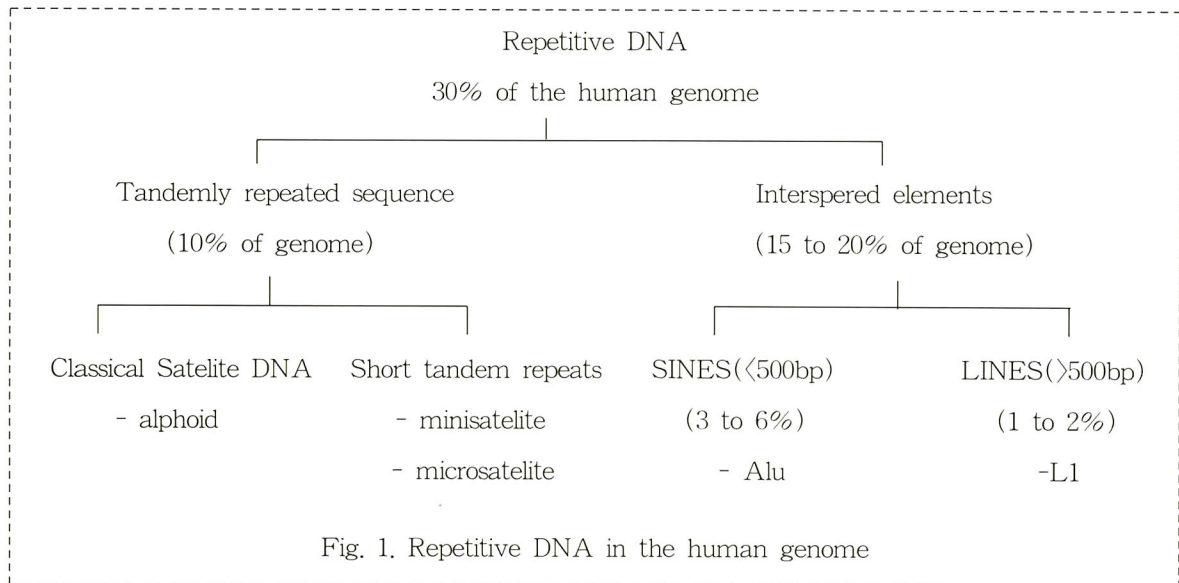 Repetitive DNA
30% of the human genome
Tandemly repeated sequence
(10% of genome)
Interspered elements
(15 to 20% of genome)
Classical Satelite DNA
- alphoid
Short tandem repeats
- minisatelite
- microsatelite
SINES(<500bp)
(3 to 6%)
- Alu
LINES(>500bp)
(1 to 2%)
-L1
Fig. 1. Repetitive DNA in the human genome